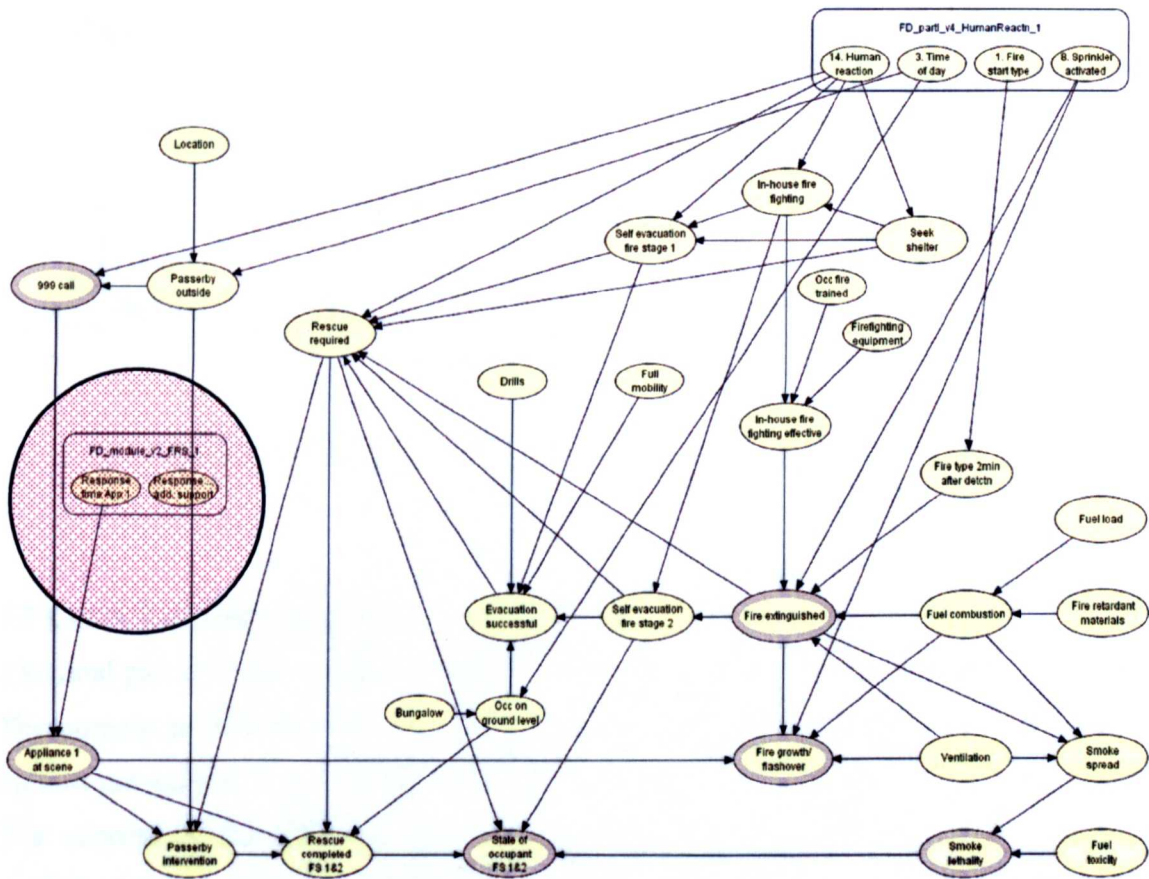 FD_partI_v4_HumanReactn_1
14. Human
reaction
3. Time
of day
1. Fire
start type
8. Sprinkler
activated
Location
In-house fire
fighting
Self evacuation
fire stage 1
Seek
shelter
999 call
Passerby
outside
Occ fire
trained
Rescue
required
Firefighting
equipment
Drills
Full
mobility
In-house fire
fighting effective
FD_module_v2_FRS_1
Response
time App 1
Response...
add. support
Fire type 2min
after detctn
Fuel load
Evacuation
successful
Self evacuation
fire stage 2
Fire extinguished
Fuel combustion
Fire retardant
materials
Bungalow
Occ on
ground level
Appliance 1
at scene
Fire growth/
flashover
Ventilation
Smoke
spread
Passerby
intervention
Rescue
completed
FS 1&2
State of
occupant
FS 1&2
Smoke
lethality
Fuel
toxicity